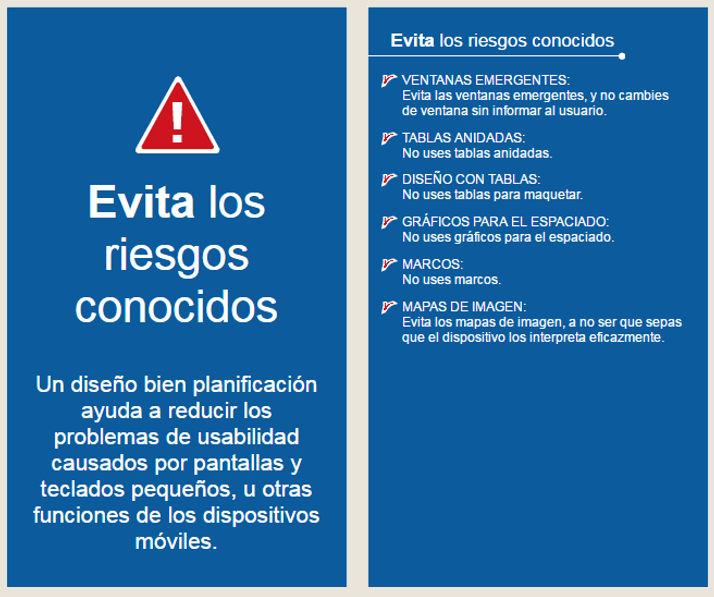 !
Evita los
riesgos
conocidos
Un diseño bien planificación
ayuda a reducir los
problemas de usabilidad
causados por pantallas y
teclados pequeños, u otras
funciones de los dispositivos
móviles.
Evita los riesgos conocidos
VENTANAS EMERGENTES:
Evita las ventanas emergentes, y no cambies
de ventana sin informar al usuario.
TABLAS ANIDADAS:
No uses tablas anidadas.
DISEÑO CON TABLAS:
No uses tablas para maquetar.
GRÁFICOS PARA EL ESPACIADO:
No uses gráficos para el espaciado.
MARCOS:
No uses marcos.
MAPAS DE IMAGEN:
Evita los mapas de imagen, a no ser que sepas
que el dispositivo los interpreta eficazmente.